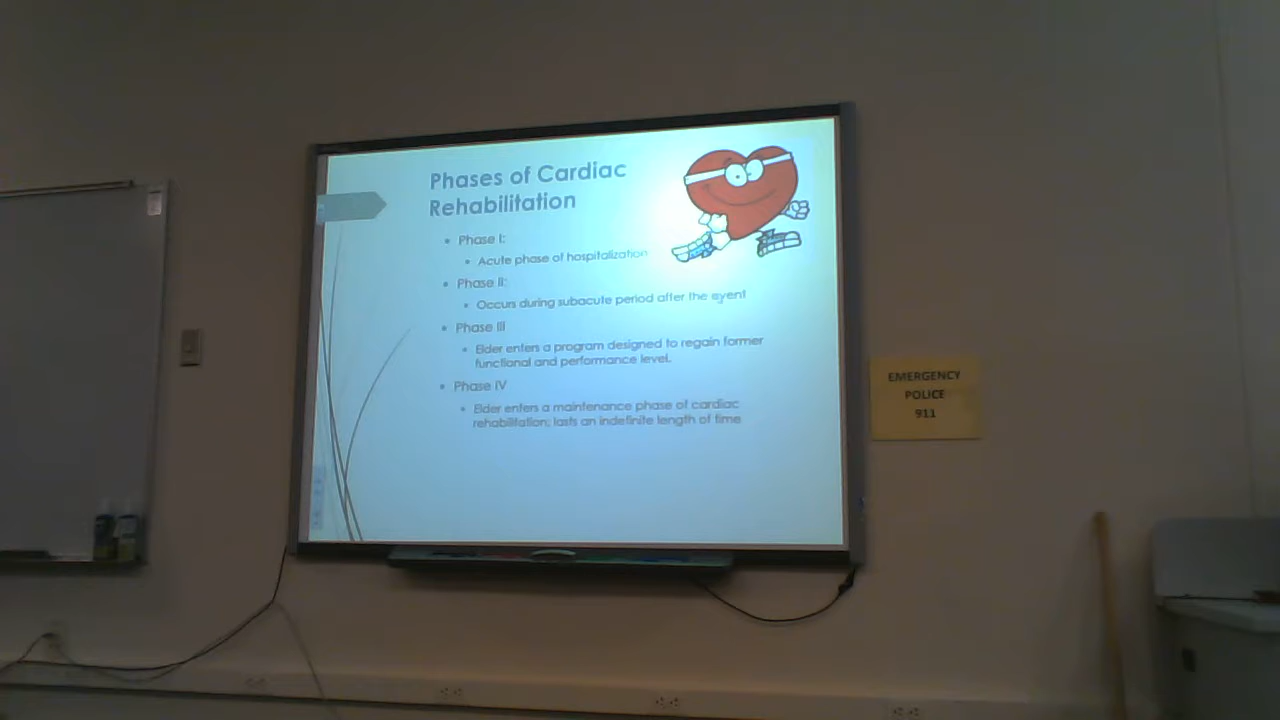 Phases of Cardiac
Rehabilitation
Phase I:
Acute phase of hospitalization
Phase II:
Occurs during subacute period after the event
Phase III
Elder enters a program designed to regain former
functional and performance level.
Phase IV
Elder enters a maintenance phase of cardiac
rehabilitation; lasts an indefinite length of time
EMERGENCY
POLICE
911